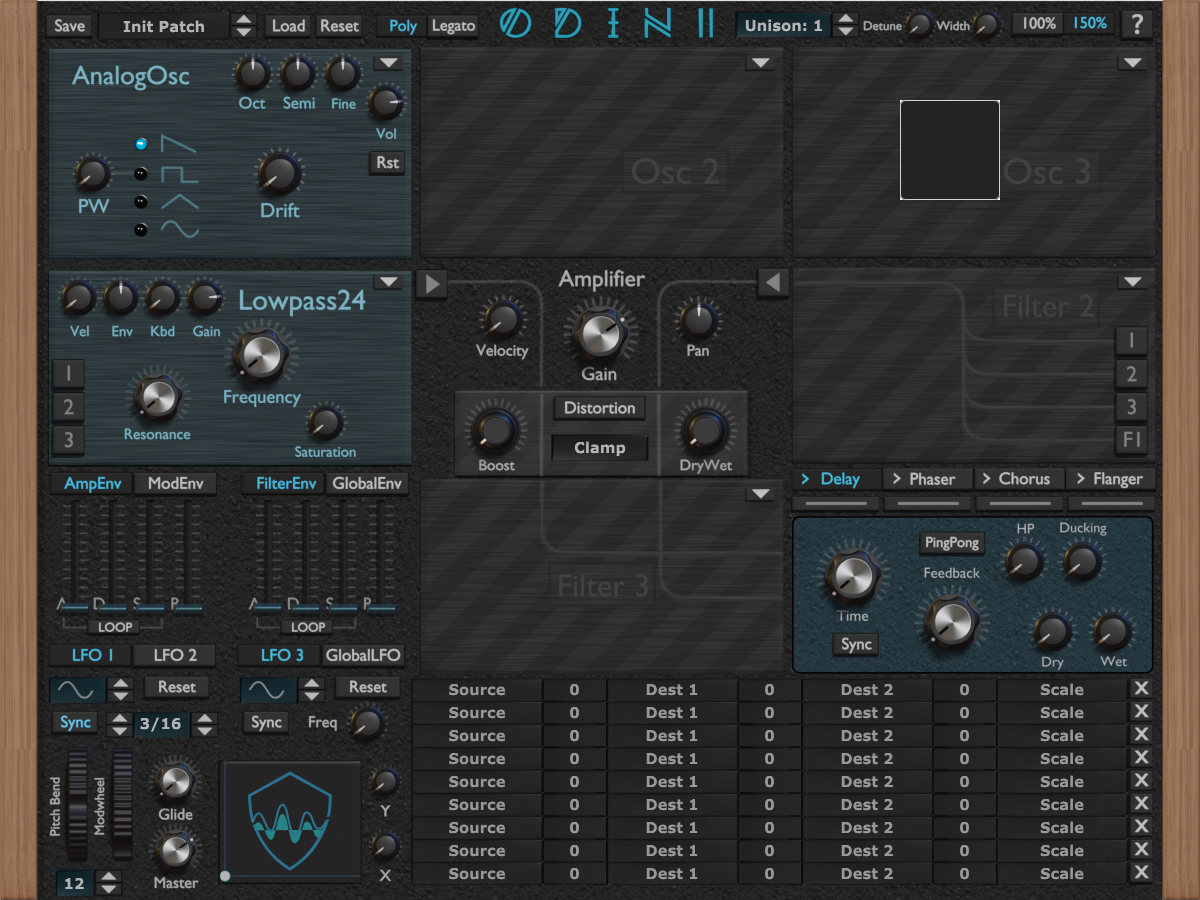 Save Init Patch Load Reset Poly Legato ODIN II Unison: 1 Detune Width 100% 150% ?
AnalogOsc
Oct Semi Fine
Vol
Rst
PW
Drift
Osc 2
Osc 3
Lowpass24
Vel Env Kbd Gain
1
2
3
Frequency
Resonance
Saturation
Amplifier
Velocity
Gain
Pan
Distortion
Clamp
Boost
DryWet
Filter 2
1
2
3
F1
AmpEnv ModEnv FilterEnv GlobalEnv
A D S R A D S R
LOOP LOOP
Filter 3
> Delay > Phaser > Chorus > Flanger
HP Ducking
PingPong
Feedback
Time
Sync
Dry Wet
LFO 1 LFO 2 LFO 3 GlobalLFO
Reset Reset
Sync 3/16 Sync Freq
Pitch Bend
Modwheel
Glide
Master
12
Y
X
Source 0 Dest 1 0 Dest 2 0 Scale X
Source 0 Dest 1 0 Dest 2 0 Scale X
Source 0 Dest 1 0 Dest 2 0 Scale X
Source 0 Dest 1 0 Dest 2 0 Scale X
Source 0 Dest 1 0 Dest 2 0 Scale X
Source 0 Dest 1 0 Dest 2 0 Scale X
Source 0 Dest 1 0 Dest 2 0 Scale X
Source 0 Dest 1 0 Dest 2 0 Scale X
Source 0 Dest 1 0 Dest 2 0 Scale X